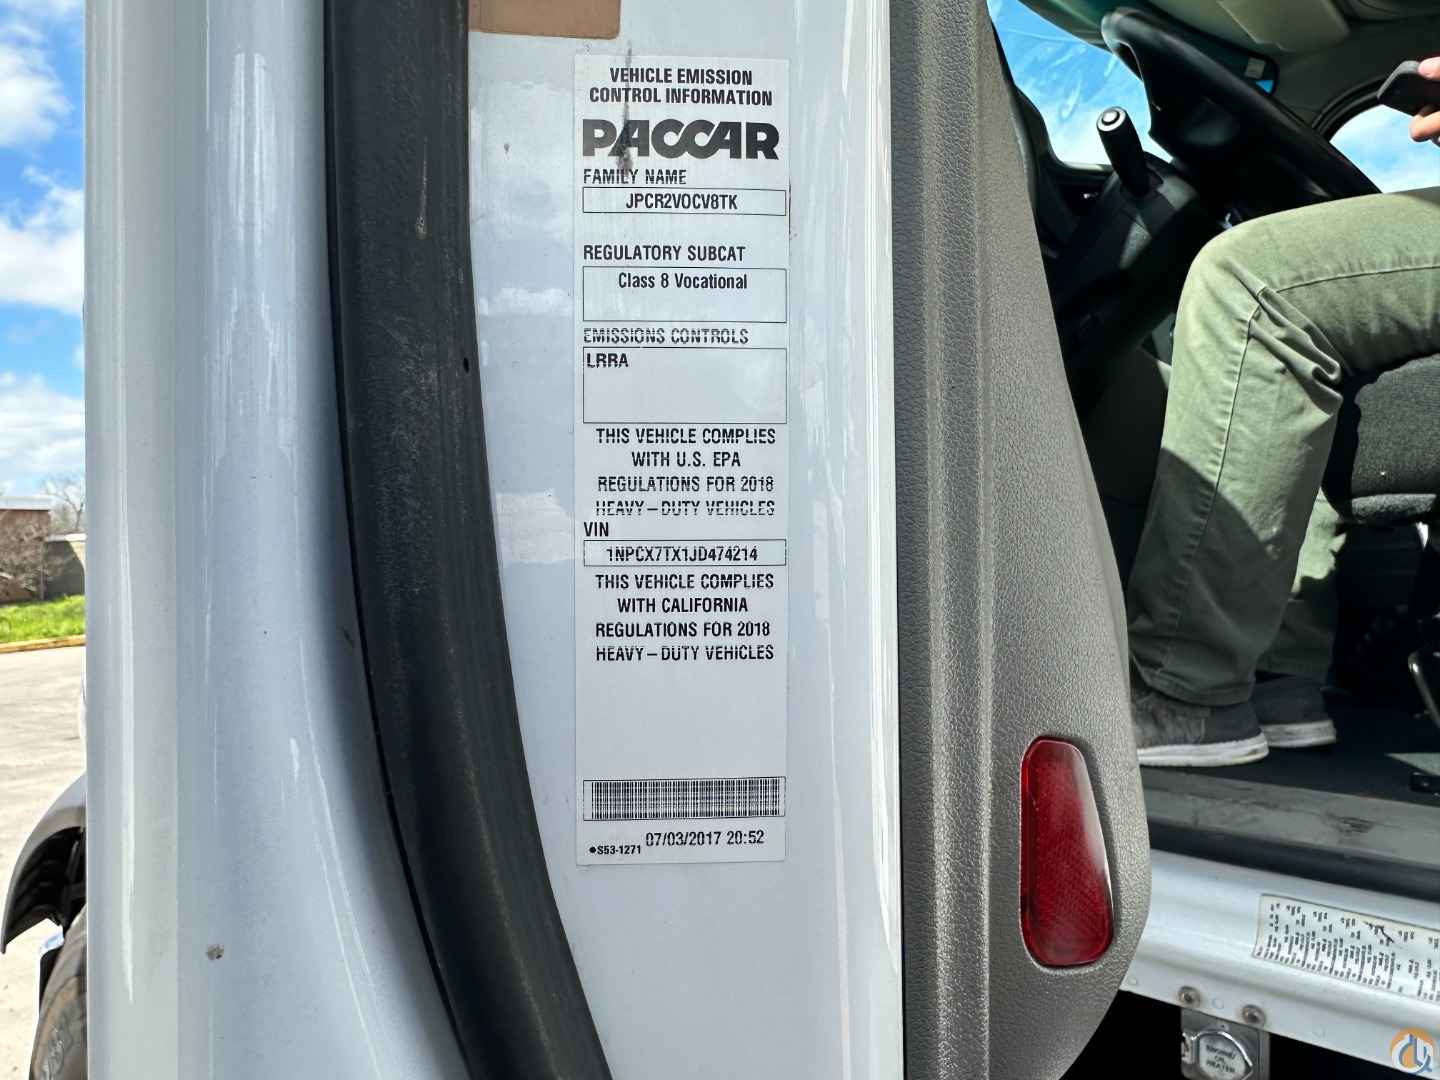 VEHICLE EMISSION
CONTROL INFORMATION
PACCAR
FAMILY NAME
JPCR2VOCV8TK
REGULATORY SUBCAT
Class 8 Vocational
EMISSIONS CONTROLS
LRRA
THIS VEHICLE COMPLIES
WITH U.S. EPA
REGULATIONS FOR 2018
HEAVY-DUTY VEHICLES
VIN
1NPCX7TX1JD474214
THIS VEHICLE COMPLIES
WITH CALIFORNIA
REGULATIONS FOR 2018
HEAVY-DUTY VEHICLES
07/03/2017 20:52
●S53-1271